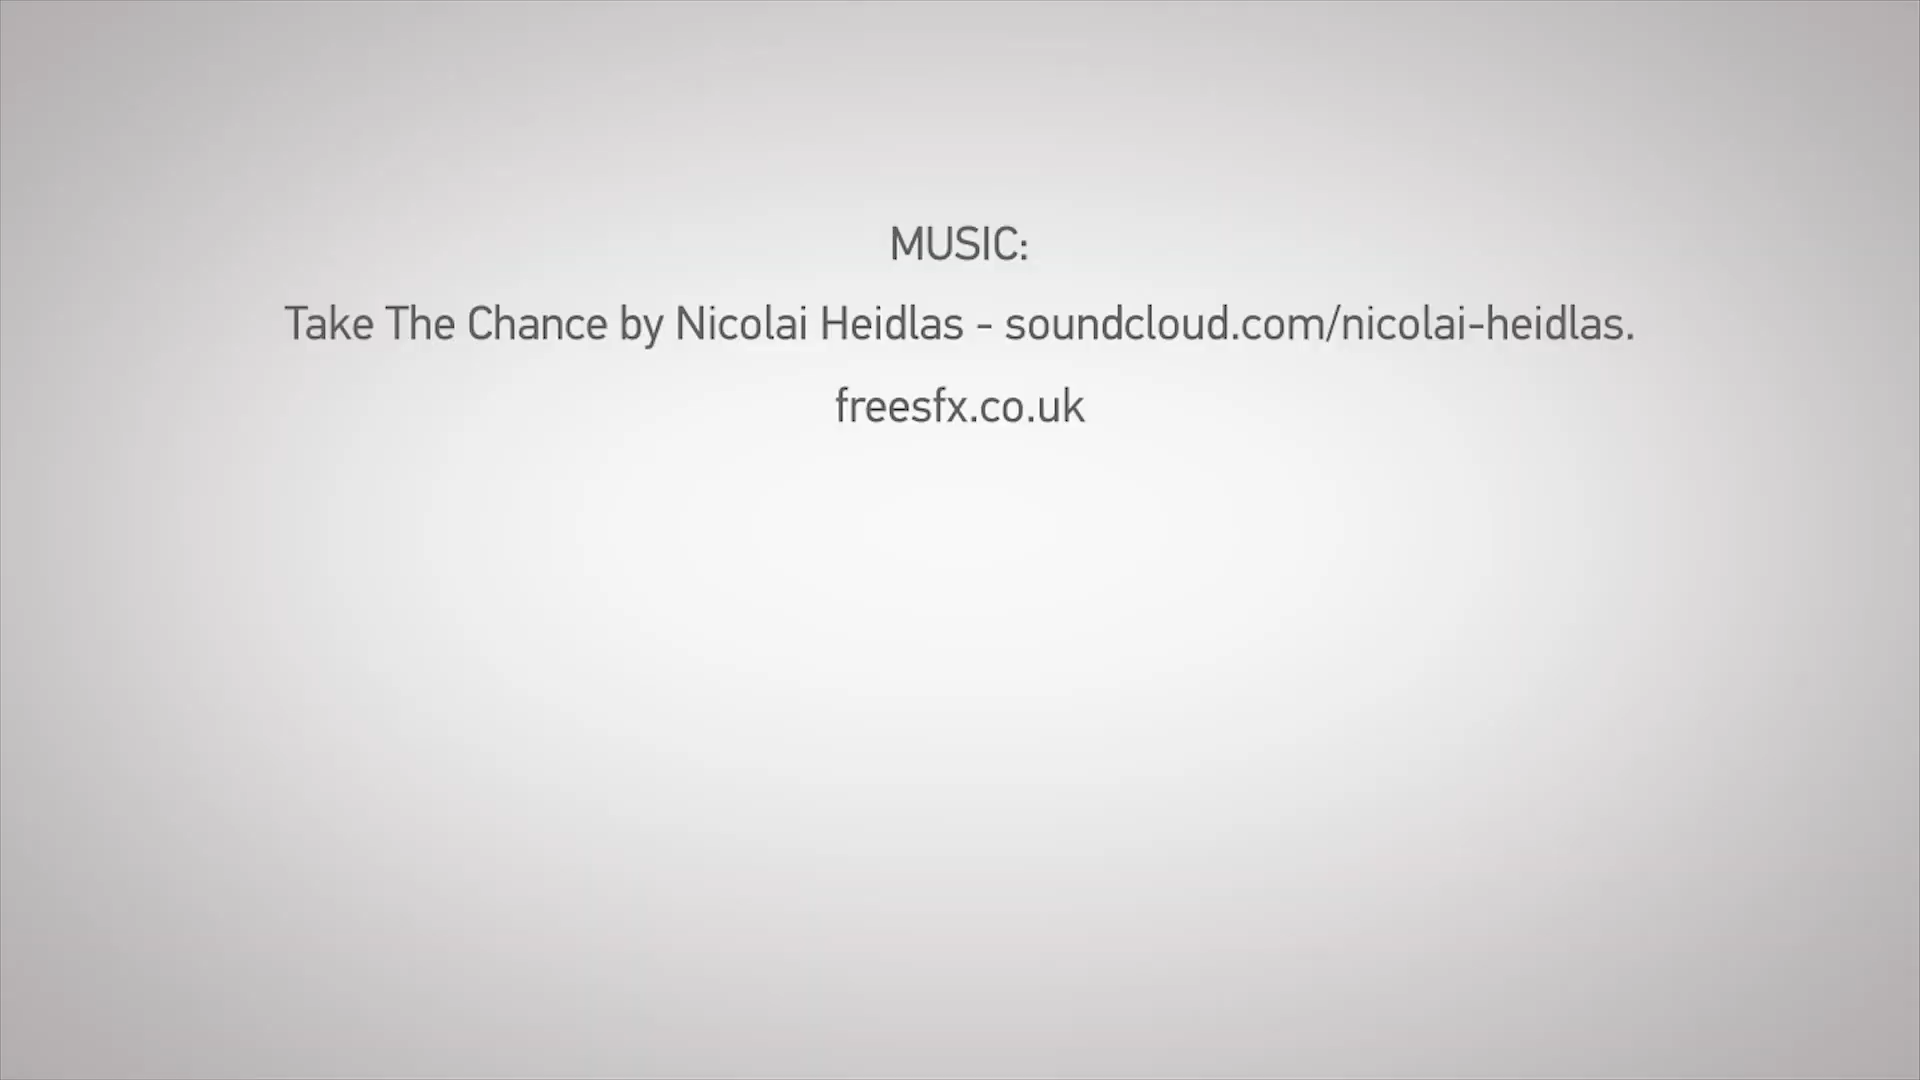 MUSIC:
Take The Chance by Nicolai Heidlas - soundcloud.com/nicolai-heidlas.
freesfx.co.uk